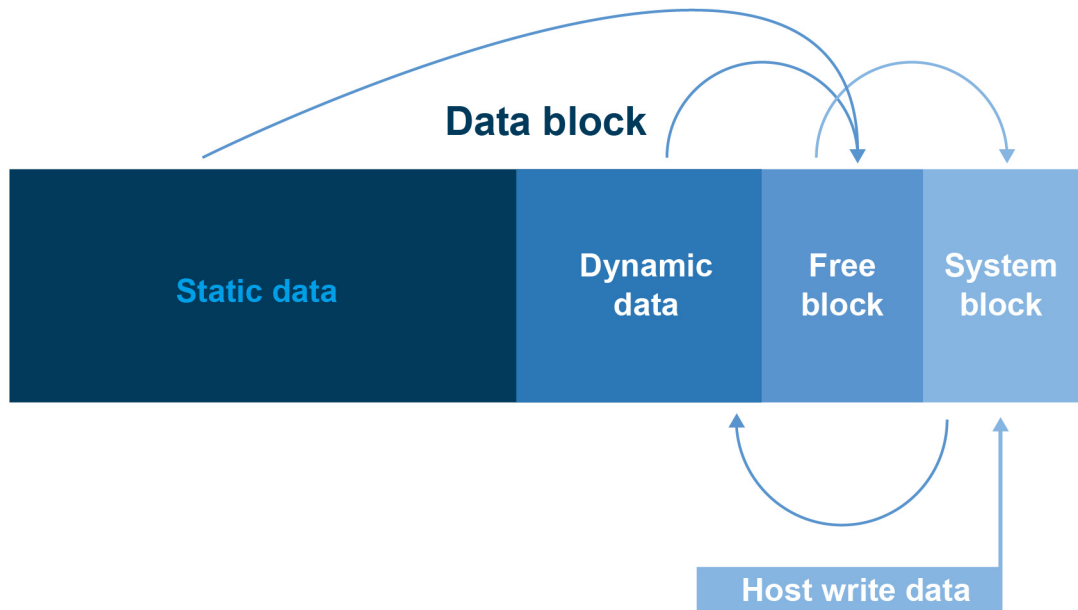 Data block
Static data
Dynamic
data
Free
block
System
block
Host write data